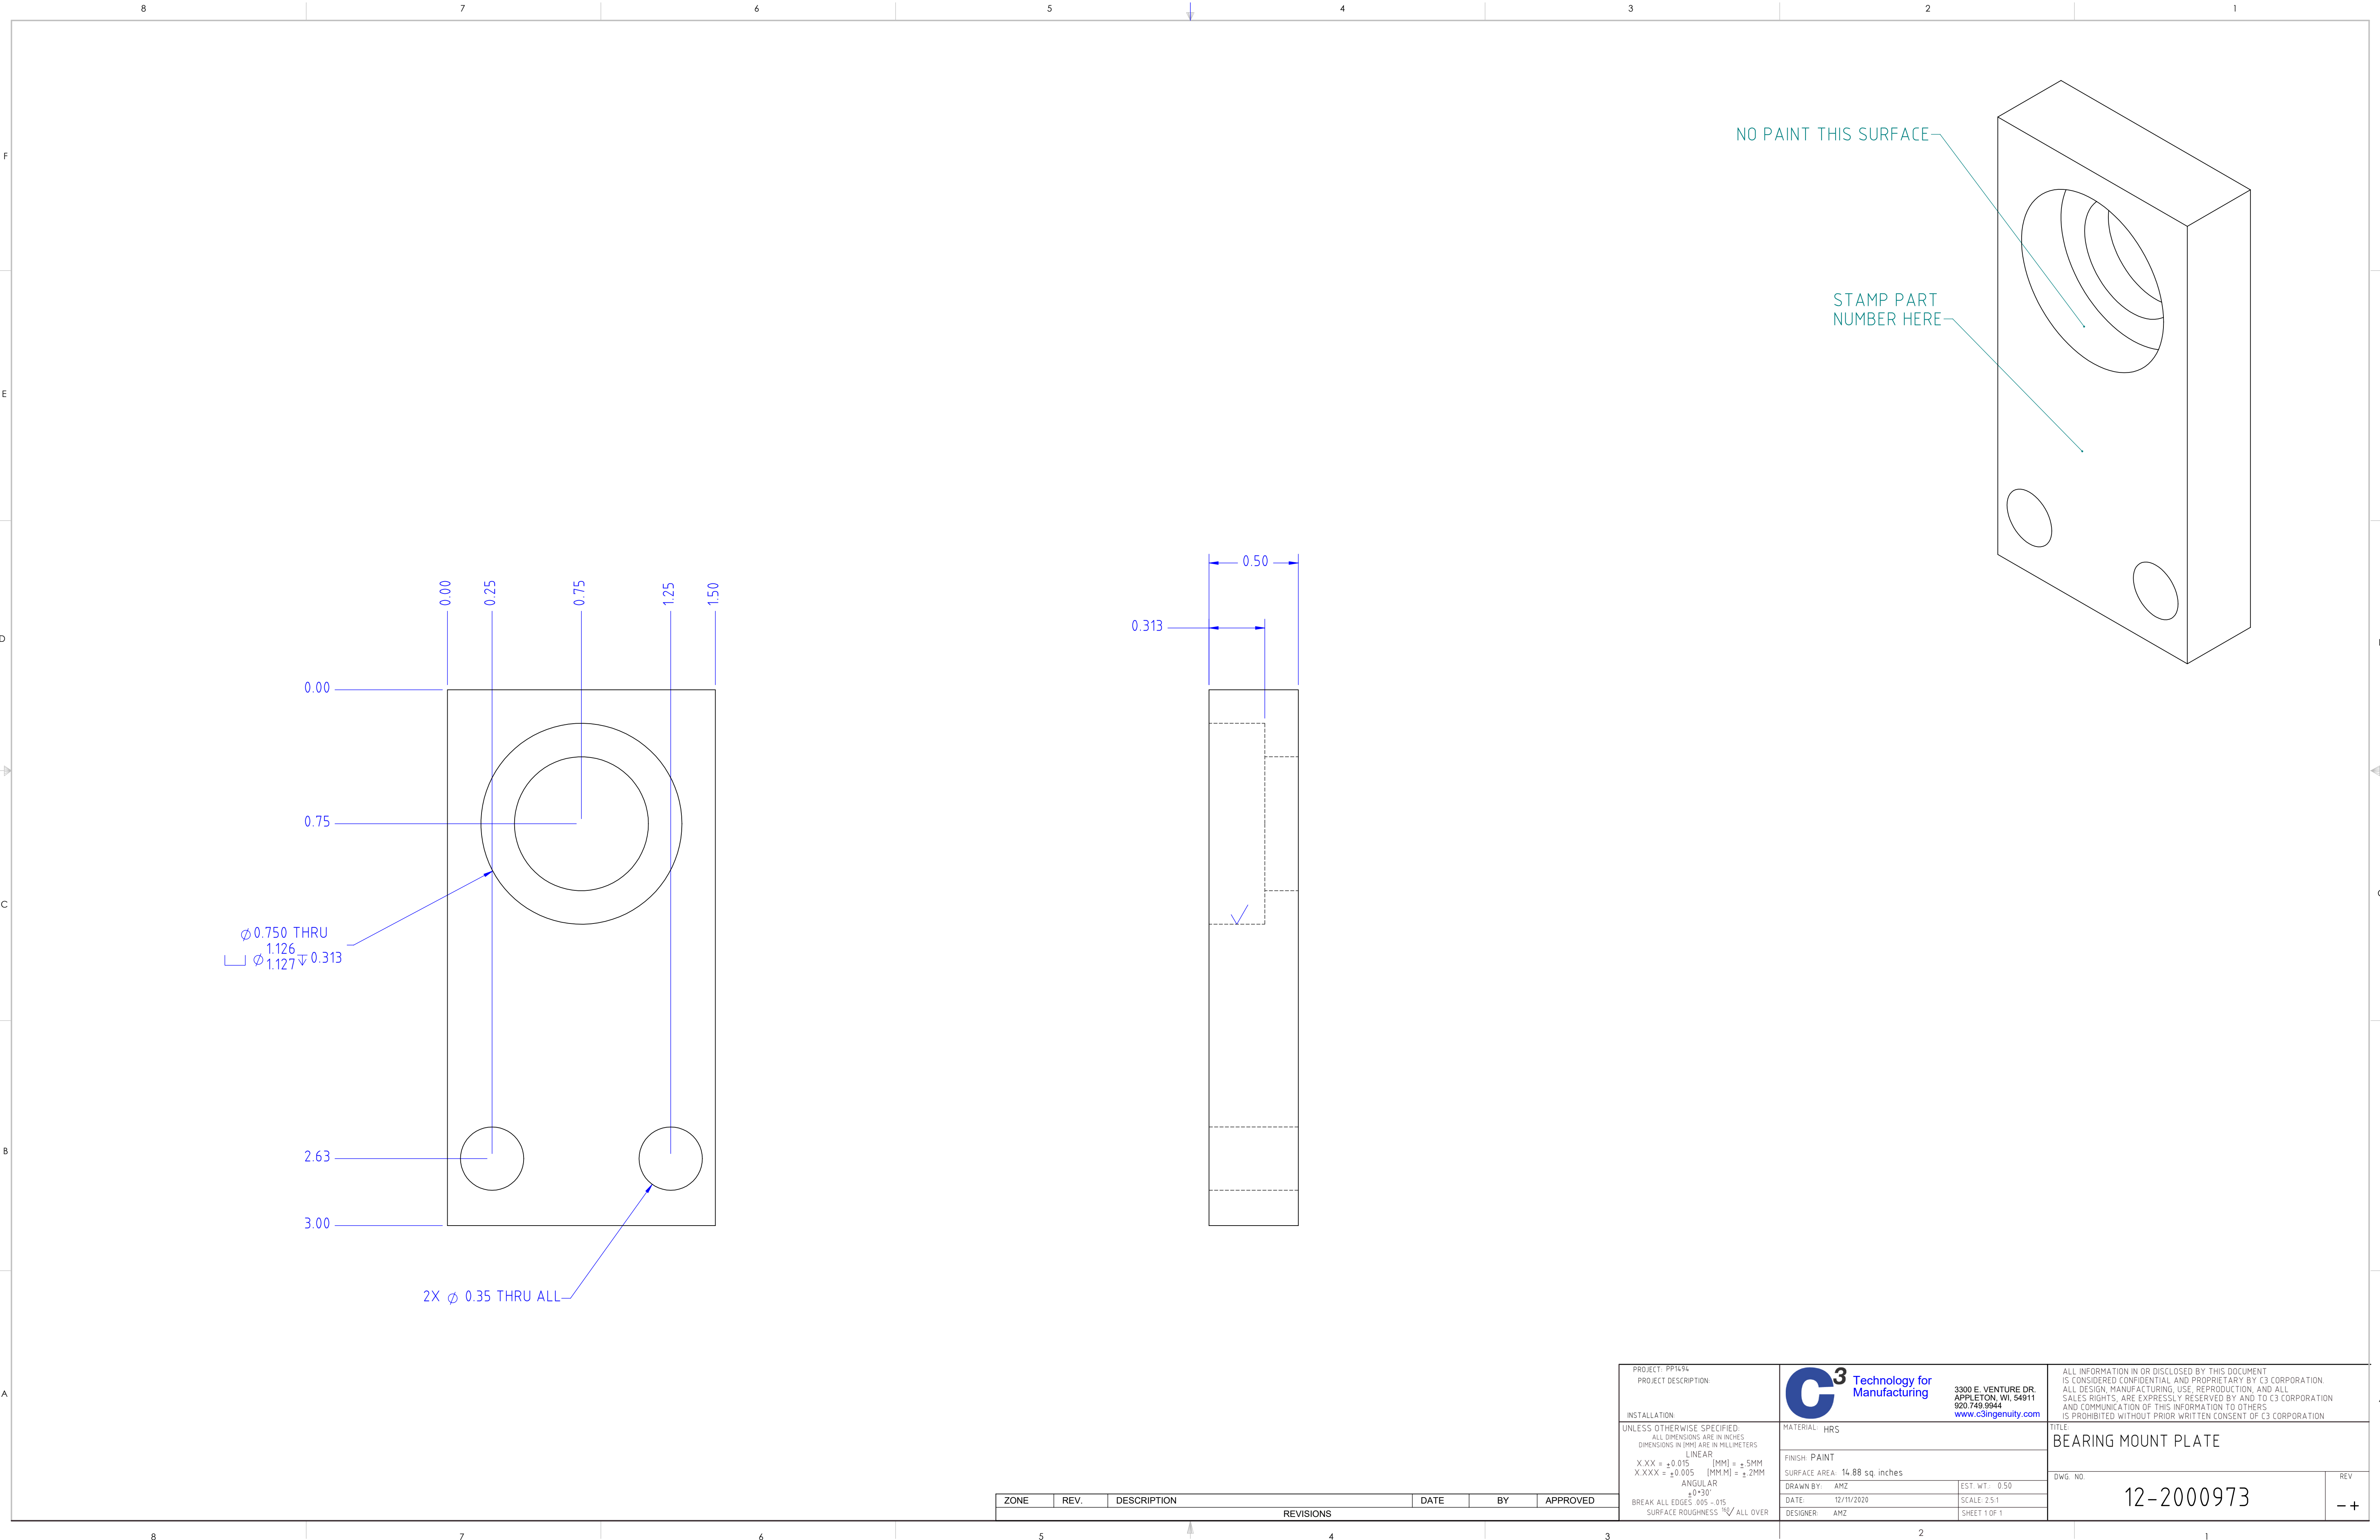 8 7 6 5 4 3 2 1
F
E
D
C
B
A
NO PAINT THIS SURFACE
STAMP PART
NUMBER HERE
0.00 0.25 0.75 1.25 1.50
0.00
0.75
2.63
3.00
⌀0.750 THRU
1.126
⌴ ⌀ 1.127 ↧ 0.313
2X ⌀ 0.35 THRU ALL
0.50
0.313
PROJECT: PP1494
PROJECT DESCRIPTION:
INSTALLATION:
C3 Technology for
Manufacturing
3300 E. VENTURE DR.
APPLETON, WI, 54911
920.749.9944
www.c3ingenuity.com
ALL INFORMATION IN OR DISCLOSED BY THIS DOCUMENT
IS CONSIDERED CONFIDENTIAL AND PROPRIETARY BY C3 CORPORATION.
ALL DESIGN, MANUFACTURING, USE, REPRODUCTION, AND ALL
SALES RIGHTS, ARE EXPRESSLY RESERVED BY AND TO C3 CORPORATION
AND COMMUNICATION OF THIS INFORMATION TO OTHERS
IS PROHIBITED WITHOUT PRIOR WRITTEN CONSENT OF C3 CORPORATION
UNLESS OTHERWISE SPECIFIED:
ALL DIMENSIONS ARE IN INCHES
DIMENSIONS IN [MM] ARE IN MILLIMETERS
LINEAR
X.XX = ±0.015 [MM] = ±.5MM
X.XXX = ±0.005 [MM.M] = ±.2MM
ANGULAR
±0°30'
BREAK ALL EDGES .005 -.015
SURFACE ROUGHNESS 160√ ALL OVER
MATERIAL: HRS
FINISH: PAINT
SURFACE AREA: 14.88 sq. inches
DRAWN BY: AMZ
EST. WT.: 0.50
DATE: 12/11/2020
SCALE: 2.5:1
DESIGNER: AMZ
SHEET 1 OF 1
TITLE:
BEARING MOUNT PLATE
DWG. NO. REV
12-2000973 -+
ZONE REV. DESCRIPTION DATE BY APPROVED
REVISIONS
8 7 6 5 4 3 2 1